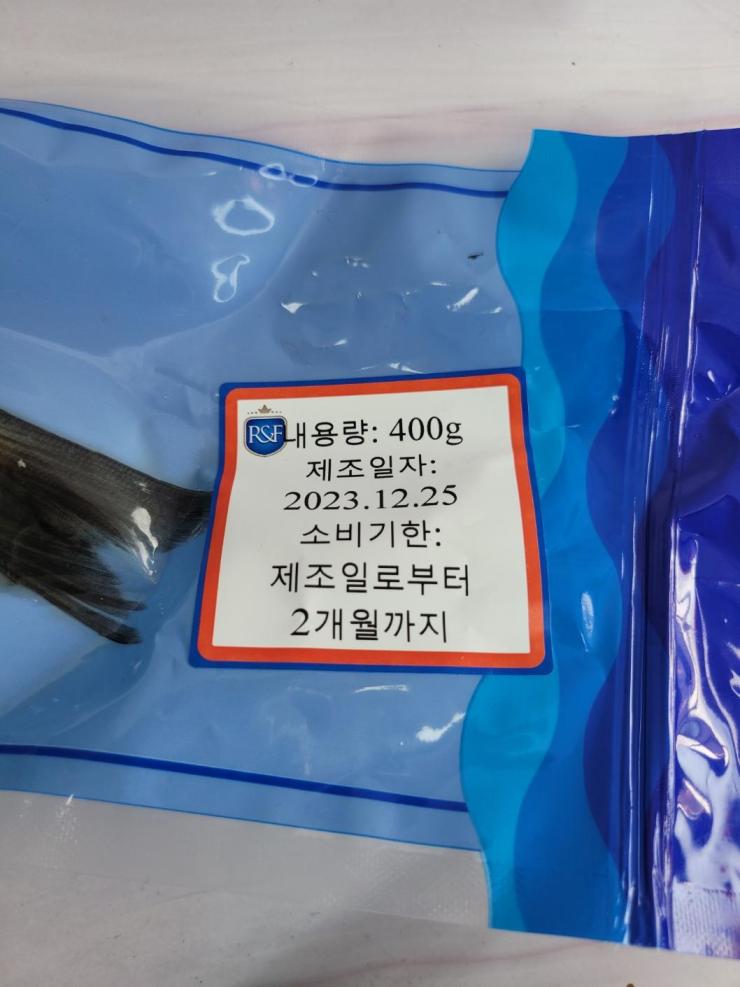 R&F
내용량: 400g
제조일자:
2023.12.25
소비기한:
제조일로부터
2개월까지